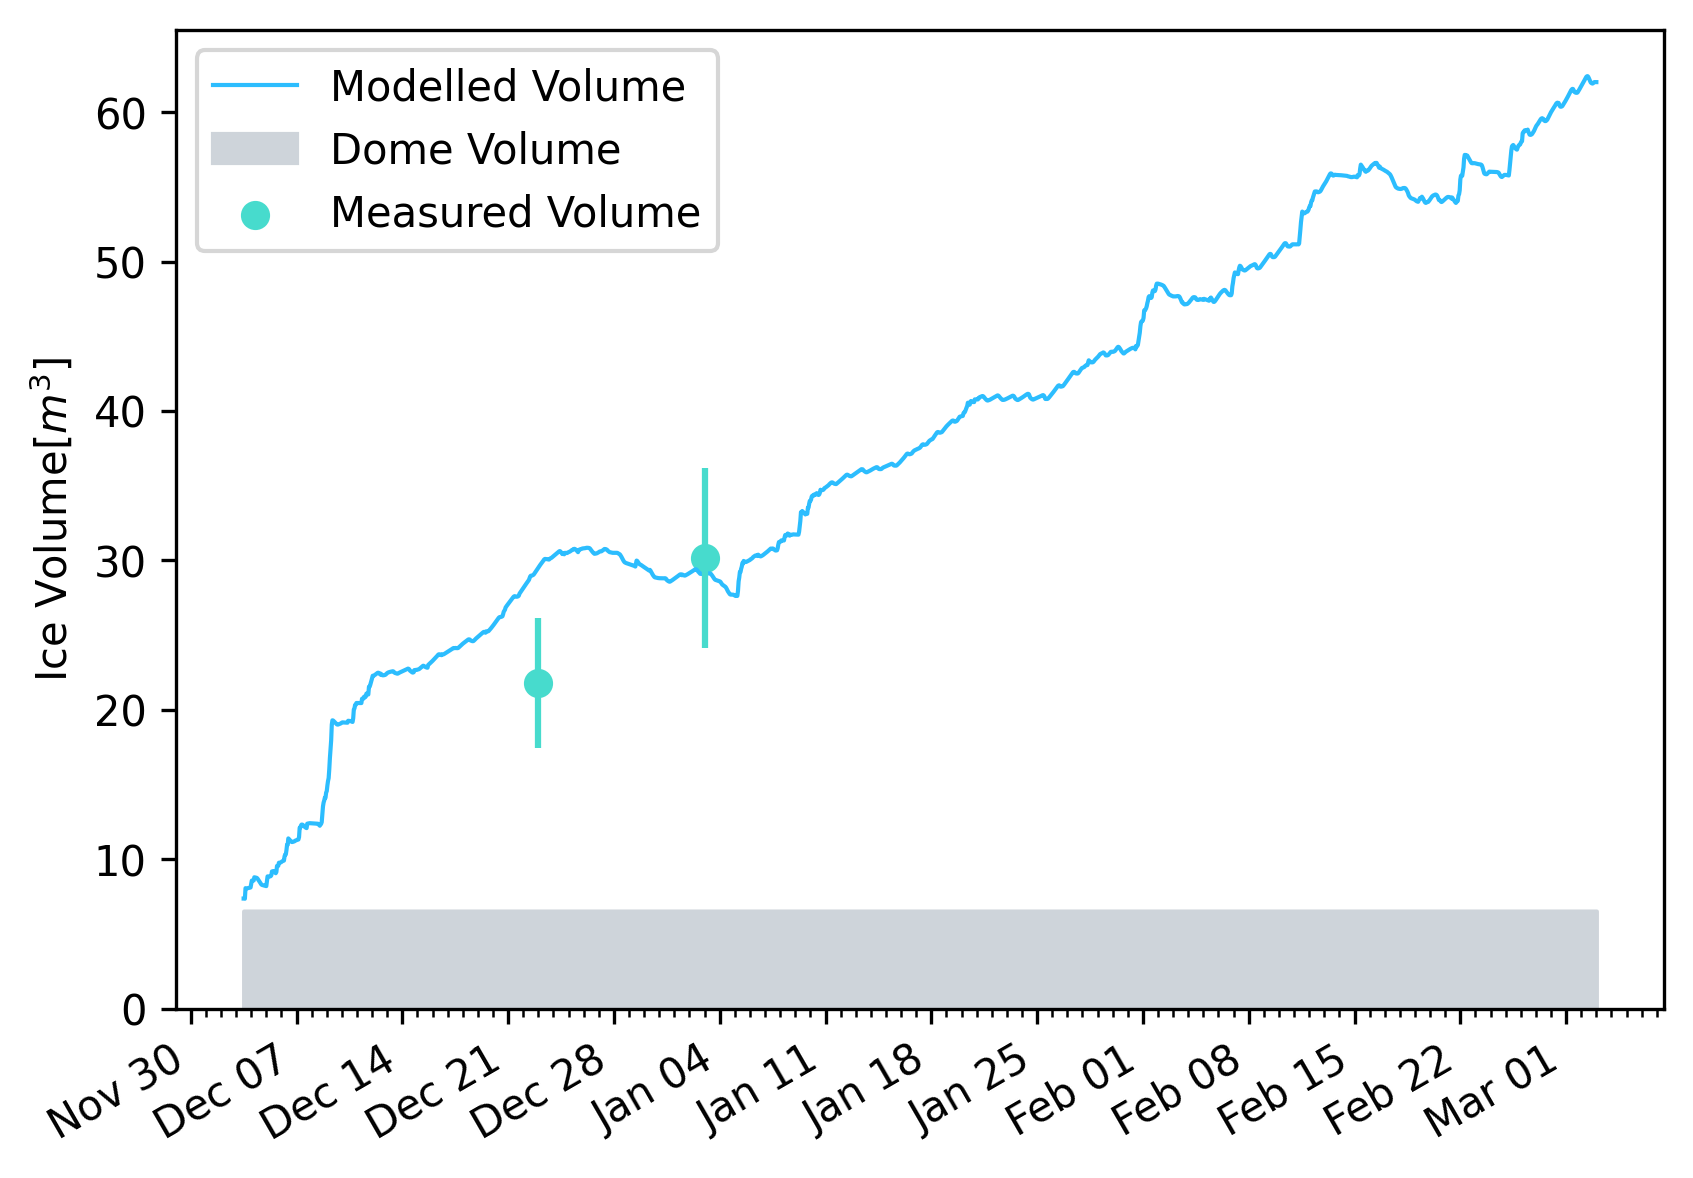 Modelled Volume
Dome Volume
Measured Volume
Ice Volume[m³]
60
50
40
30
20
10
0
Nov 30
Dec 07
Dec 14
Dec 21
Dec 28
Jan 04
Jan 11
Jan 18
Jan 25
Feb 01
Feb 08
Feb 15
Feb 22
Mar 01